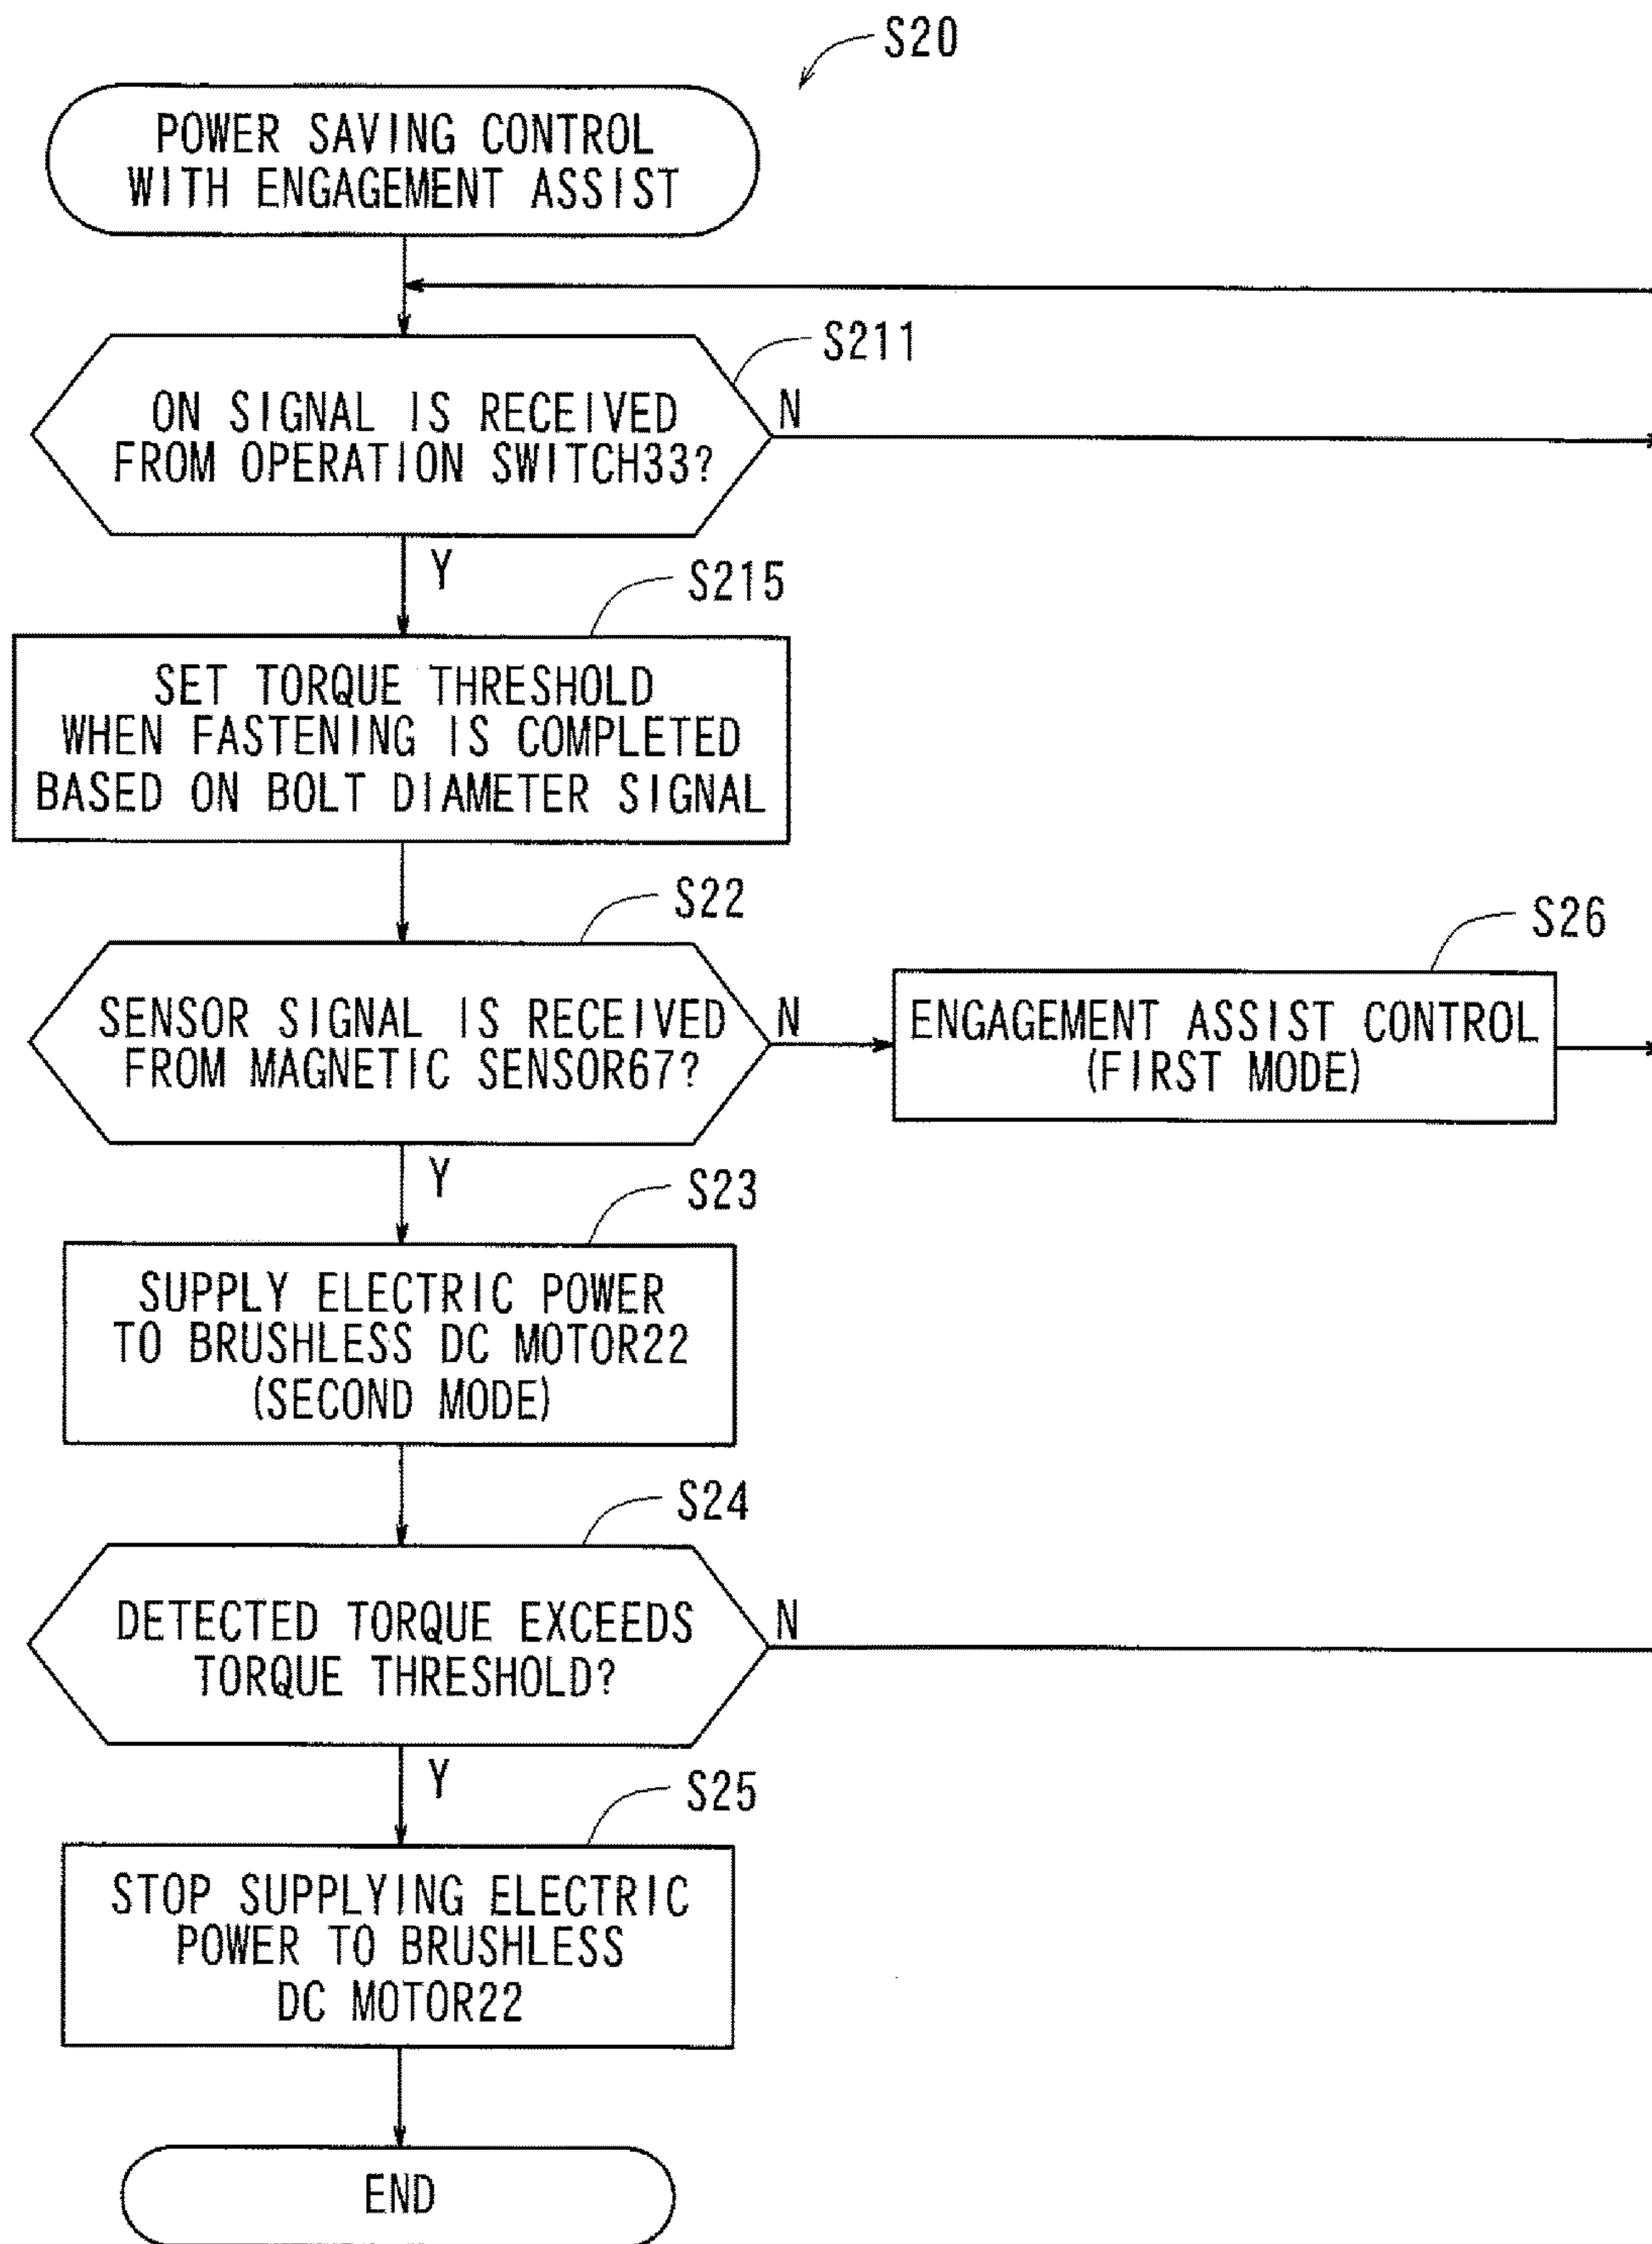 S20
POWER SAVING CONTROL
WITH ENGAGEMENT ASSIST
S211
ON SIGNAL IS RECEIVED
FROM OPERATION SWITCH33?
N
Y
S215
SET TORQUE THRESHOLD
WHEN FASTENING IS COMPLETED
BASED ON BOLT DIAMETER SIGNAL
S22
SENSOR SIGNAL IS RECEIVED
FROM MAGNETIC SENSOR67?
N
S26
ENGAGEMENT ASSIST CONTROL
(FIRST MODE)
Y
S23
SUPPLY ELECTRIC POWER
TO BRUSHLESS DC MOTOR22
(SECOND MODE)
S24
DETECTED TORQUE EXCEEDS
TORQUE THRESHOLD?
N
Y
S25
STOP SUPPLYING ELECTRIC
POWER TO BRUSHLESS
DC MOTOR22
END